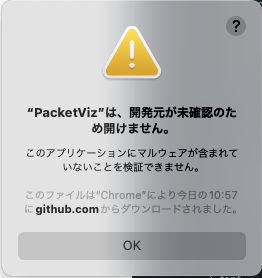 ?
“PacketViz”は、開発元が未確認のた
め開けません。
このアプリケーションにマルウェアが含まれて
いないことを検証できません。
このファイルは“Chrome”により今日の10:57
にgithub.comからダウンロードされました。
OK